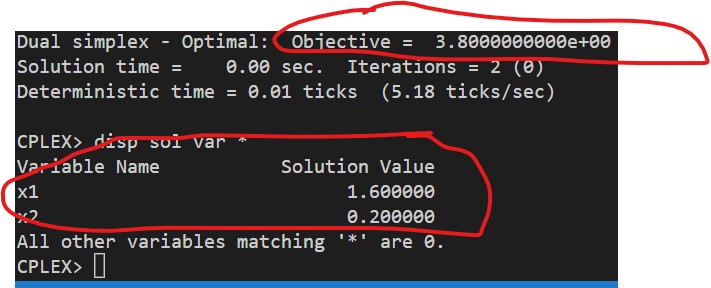 Dual simplex - Optimal:  Objective =  3.8000000000e+00
Solution time =    0.00 sec.  Iterations = 2 (0)
Deterministic time = 0.01 ticks  (5.18 ticks/sec)
CPLEX> disp sol var *
Variable Name           Solution Value
x1                            1.600000
x2                            0.200000
All other variables matching '*' are 0.
CPLEX>